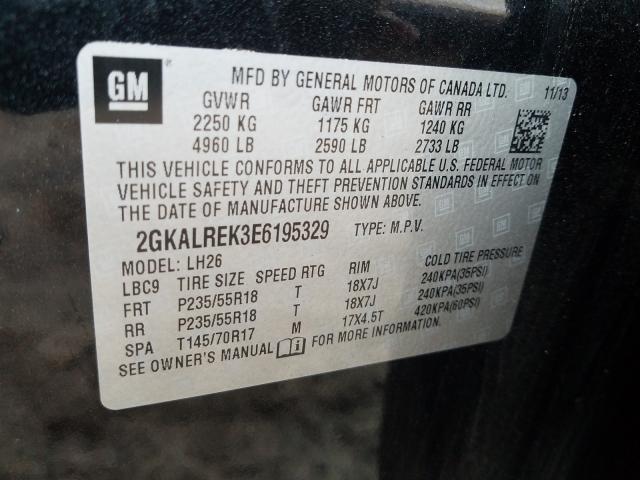 GM
MFD BY GENERAL MOTORS OF CANADA LTD. 11/13
GVWR GAWR FRT GAWR RR
2250 KG 1175 KG 1240 KG
4960 LB 2590 LB 2733 LB
THIS VEHICLE CONFORMS TO ALL APPLICABLE U.S. FEDERAL MOTOR
VEHICLE SAFETY AND THEFT PREVENTION STANDARDS IN EFFECT ON
THE DATE OF MANUFACTURE SHOWN ABOVE.
2GKALREK3E6195329 TYPE: M.P.V.
MODEL: LH26
LBC9 TIRE SIZE SPEED RTG RIM COLD TIRE PRESSURE
FRT P235/55R18 T 18X7J 240KPA(35PSI)
RR P235/55R18 T 18X7J 240KPA(35PSI)
SPA T145/70R17 M 17X4.5T 420KPA(60PSI)
SEE OWNER'S MANUAL FOR MORE INFORMATION.